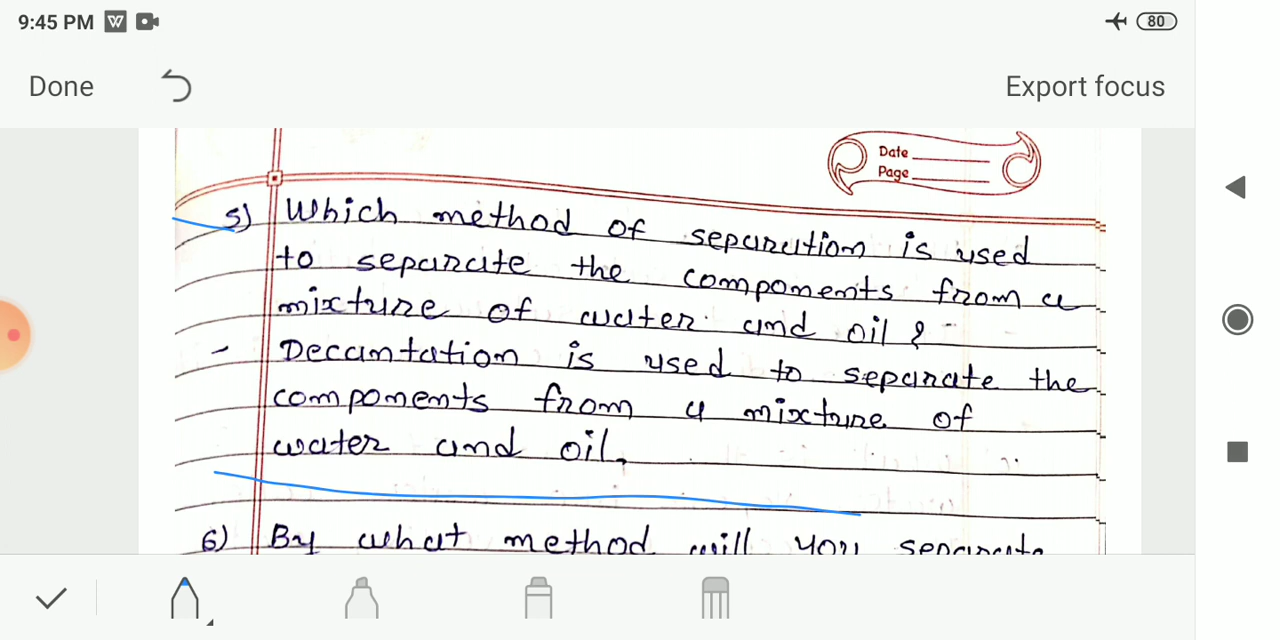 9:45 PM W 80
Done
Export focus
Date
Page
5) Which method of separation is used
to separate the components from a
mixture of water and oil ?
- Decantation is used to separate the
components from a mixture of
water and oil.
6) By what method will you separate